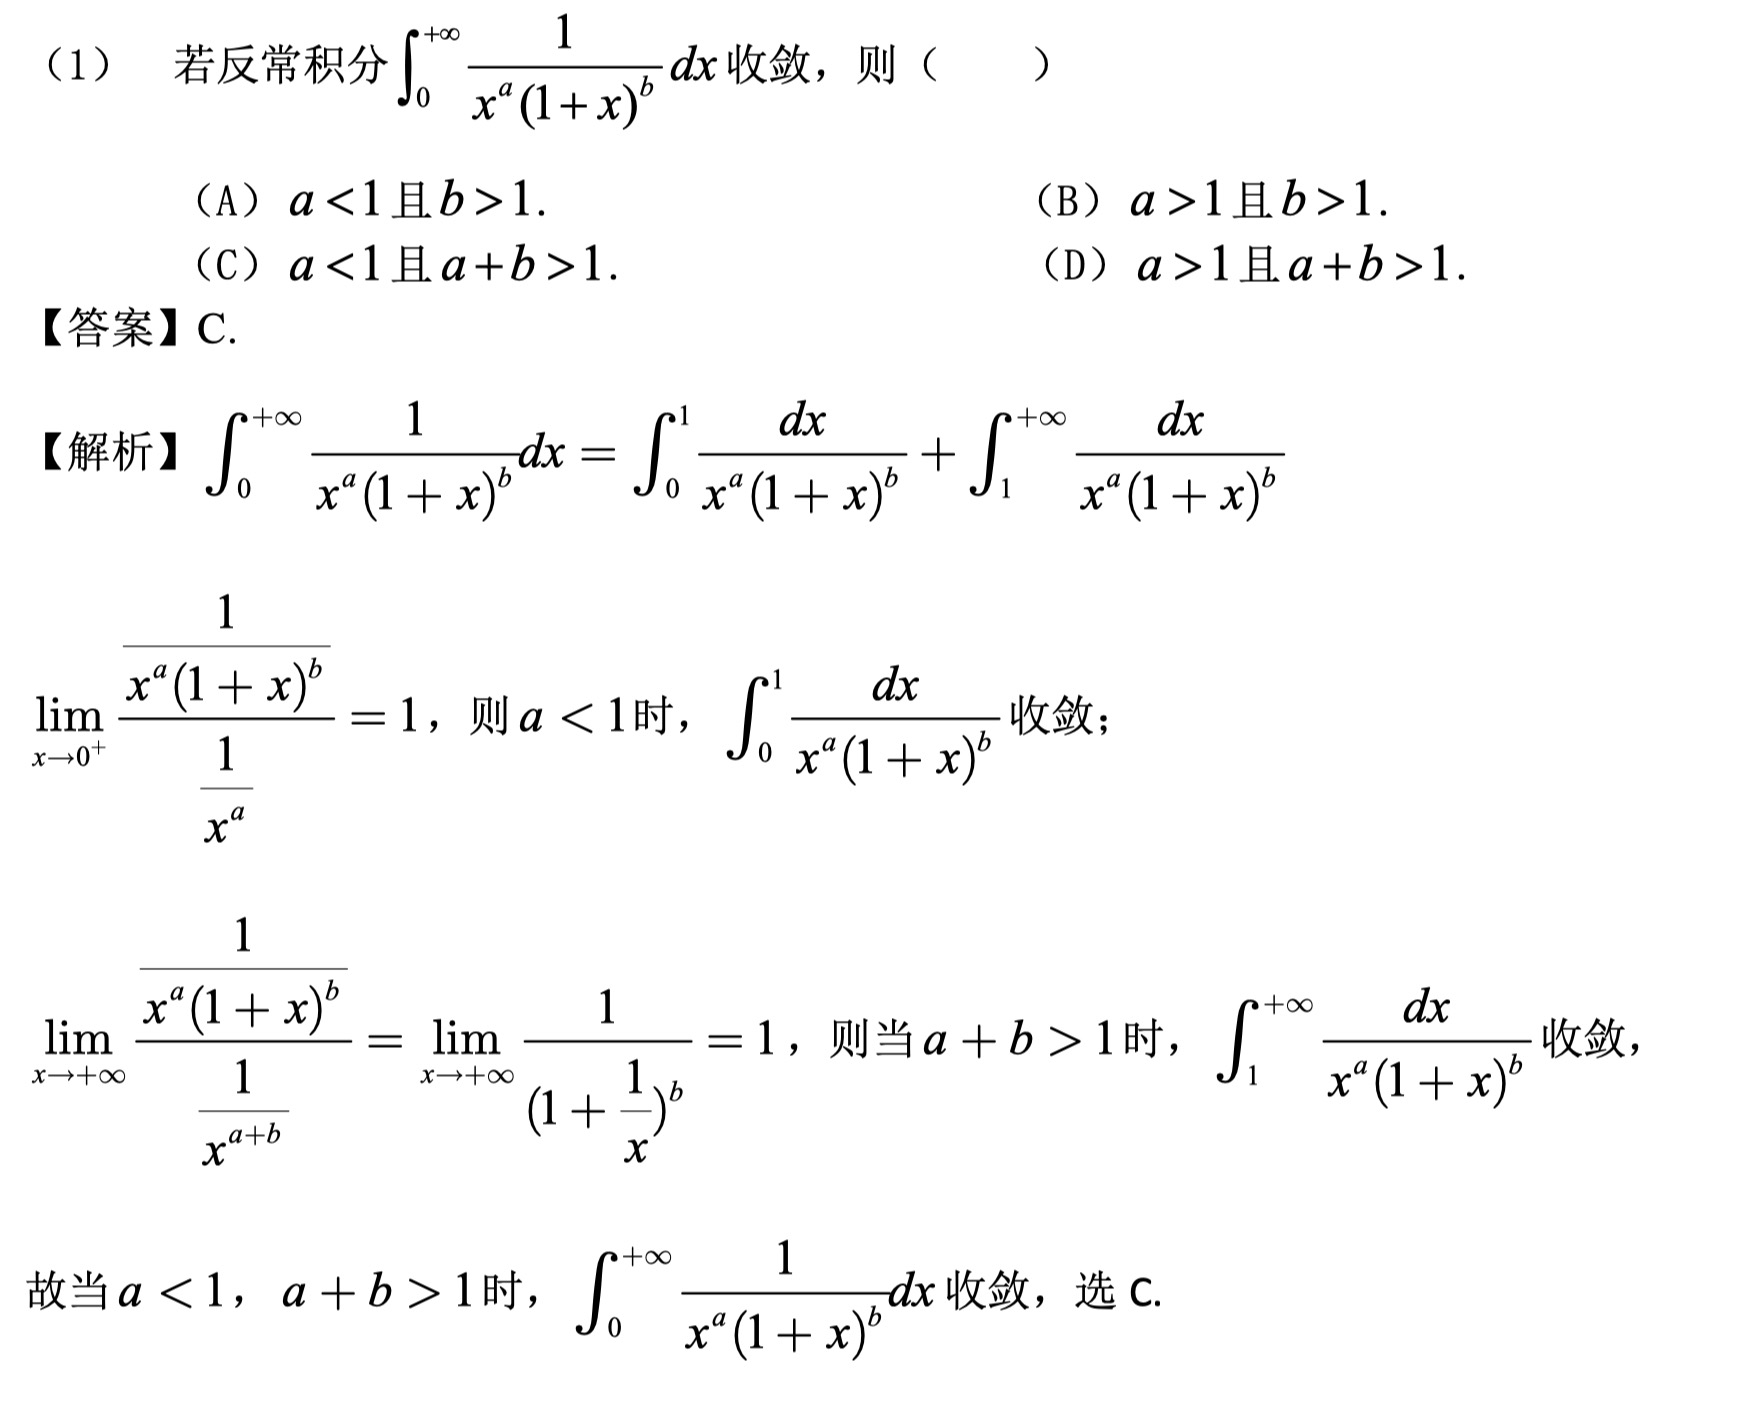 (1) 若反常积分$\int_0^{+\infty}\frac{1}{x^a(1+x)^b}dx$收敛，则（ ）
（A）$a<1$且$b>1$. （B）$a>1$且$b>1$.
（C）$a<1$且$a+b>1$. （D）$a>1$且$a+b>1$.
【答案】C.
【解析】$\int_0^{+\infty}\frac{1}{x^a(1+x)^b}dx=\int_0^1\frac{dx}{x^a(1+x)^b}+\int_1^{+\infty}\frac{dx}{x^a(1+x)^b}$
$\lim_{x\to 0^+}\frac{\frac{1}{x^a(1+x)^b}}{\frac{1}{x^a}}=1$，则$a<1$时，$\int_0^1\frac{dx}{x^a(1+x)^b}$收敛；
$\lim_{x\to+\infty}\frac{\frac{1}{x^a(1+x)^b}}{\frac{1}{x^{a+b}}}=\lim_{x\to+\infty}\frac{1}{(1+\frac{1}{x})^b}=1$，则当$a+b>1$时，$\int_1^{+\infty}\frac{dx}{x^a(1+x)^b}$收敛，
故当$a<1$，$a+b>1$时，$\int_0^{+\infty}\frac{1}{x^a(1+x)^b}dx$收敛，选 C.